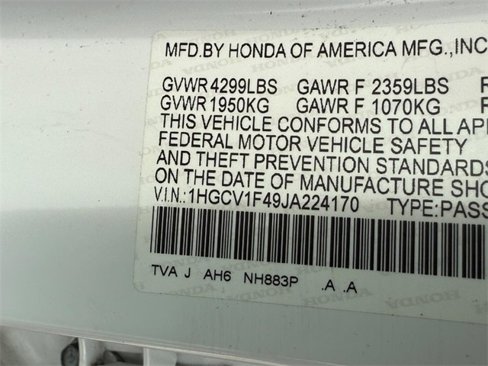 MFD.BY HONDA OF AMERICA MFG.,INC
GVWR 4299LBS GAWR F 2359LBS R
GVWR 1950KG GAWR F 1070KG R
THIS VEHICLE CONFORMS TO ALL APP
FEDERAL MOTOR VEHICLE SAFETY
AND THEFT PREVENTION STANDARDS
ON THE DATE OF MANUFACTURE SHO
V.I.N.:1HGCV1F49JA224170 TYPE:PASS
TVA J AH6 NH883P .A .A